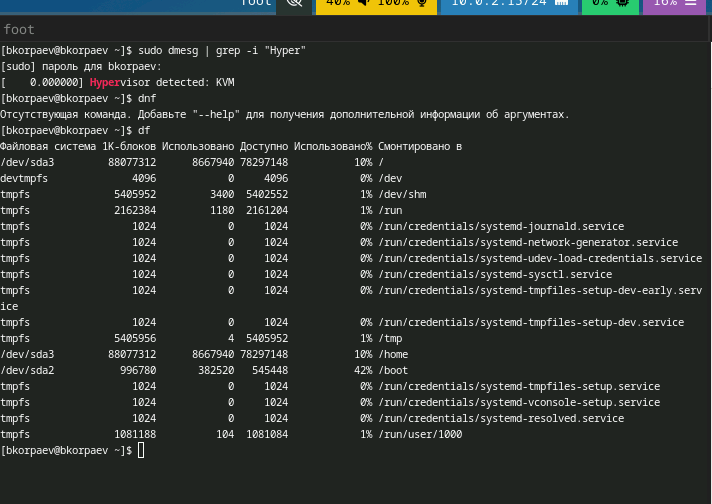 foot 40% 100% 10.0.2.15/24 0% 16%
foot
[bkorpaev@bkorpaev ~]$ sudo dmesg | grep -i "Hyper"
[sudo] пароль для bkorpaev:
[    0.000000] Hypervisor detected: KVM
[bkorpaev@bkorpaev ~]$ dnf
Отсутствующая команда. Добавьте "--help" для получения дополнительной информации об аргументах.
[bkorpaev@bkorpaev ~]$ df
Файловая система 1K-блоков Использовано Доступно Использовано% Смонтировано в
/dev/sda3         88077312      8667940 78297148           10% /
devtmpfs              4096            0     4096            0% /dev
tmpfs              5405952         3400  5402552            1% /dev/shm
tmpfs              2162384         1180  2161204            1% /run
tmpfs                 1024            0     1024            0% /run/credentials/systemd-journald.service
tmpfs                 1024            0     1024            0% /run/credentials/systemd-network-generator.service
tmpfs                 1024            0     1024            0% /run/credentials/systemd-udev-load-credentials.service
tmpfs                 1024            0     1024            0% /run/credentials/systemd-sysctl.service
tmpfs                 1024            0     1024            0% /run/credentials/systemd-tmpfiles-setup-dev-early.serv
ice
tmpfs                 1024            0     1024            0% /run/credentials/systemd-tmpfiles-setup-dev.service
tmpfs              5405956            4  5405952            1% /tmp
/dev/sda3         88077312      8667940 78297148           10% /home
/dev/sda2           996780       382520   545448           42% /boot
tmpfs                 1024            0     1024            0% /run/credentials/systemd-tmpfiles-setup.service
tmpfs                 1024            0     1024            0% /run/credentials/systemd-vconsole-setup.service
tmpfs                 1024            0     1024            0% /run/credentials/systemd-resolved.service
tmpfs              1081188          104  1081084            1% /run/user/1000
[bkorpaev@bkorpaev ~]$